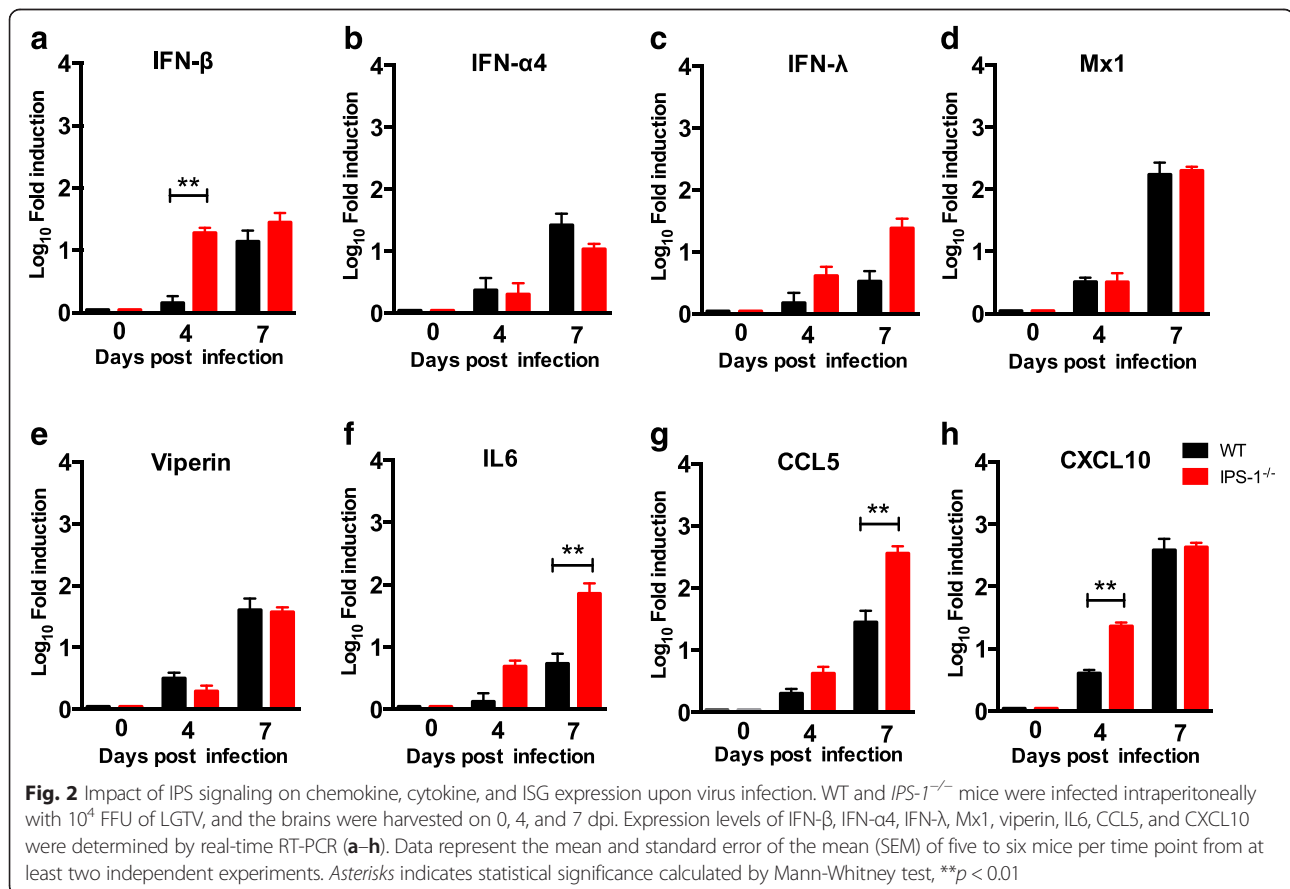 a
IFN-β
Log10 Fold induction
4
3
2
1
0
**
0 4 7
Days post infection
b
IFN-α4
Log10 Fold induction
4
3
2
1
0
0 4 7
Days post infection
c
IFN-λ
Log10 Fold induction
4
3
2
1
0
0 4 7
Days post infection
d
Mx1
Log10 Fold induction
4
3
2
1
0
0 4 7
Days post infection
e
Viperin
Log10 Fold induction
4
3
2
1
0
0 4 7
Days post infection
f
IL6
Log10 Fold induction
4
3
2
1
0
**
0 4 7
Days post infection
g
CCL5
Log10 Fold induction
4
3
2
1
0
**
0 4 7
Days post infection
h
CXCL10
WT
IPS-1-/-
Log10 Fold induction
4
3
2
1
0
**
0 4 7
Days post infection
Fig. 2 Impact of IPS signaling on chemokine, cytokine, and ISG expression upon virus infection. WT and IPS-1−/− mice were infected intraperitoneally
with 10⁴ FFU of LGTV, and the brains were harvested on 0, 4, and 7 dpi. Expression levels of IFN-β, IFN-α4, IFN-λ, Mx1, viperin, IL6, CCL5, and CXCL10
were determined by real-time RT-PCR (a–h). Data represent the mean and standard error of the mean (SEM) of five to six mice per time point from at
least two independent experiments. Asterisks indicates statistical significance calculated by Mann-Whitney test, **p < 0.01